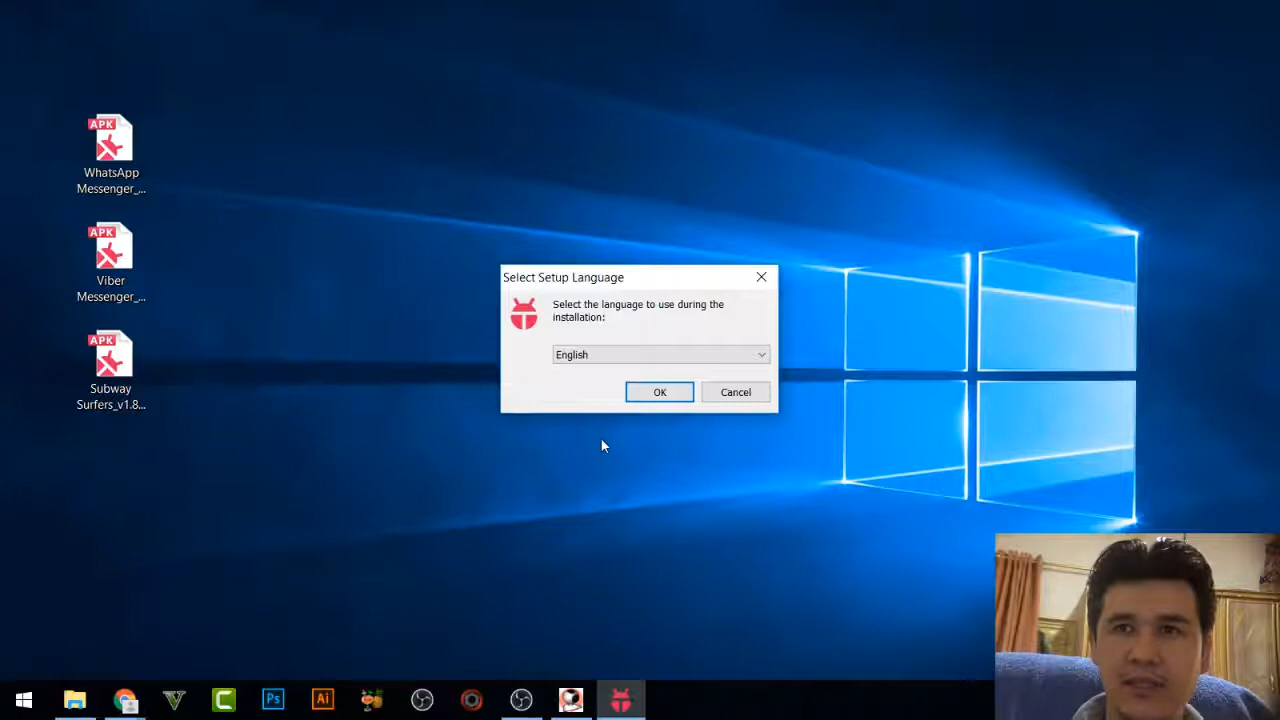 APK
WhatsApp
Messenger_...
APK
Viber
Messenger_...
APK
Subway
Surfers_v1.8...
Select Setup Language
Select the language to use during the
installation:
English
OK
Cancel
Ps
Ai